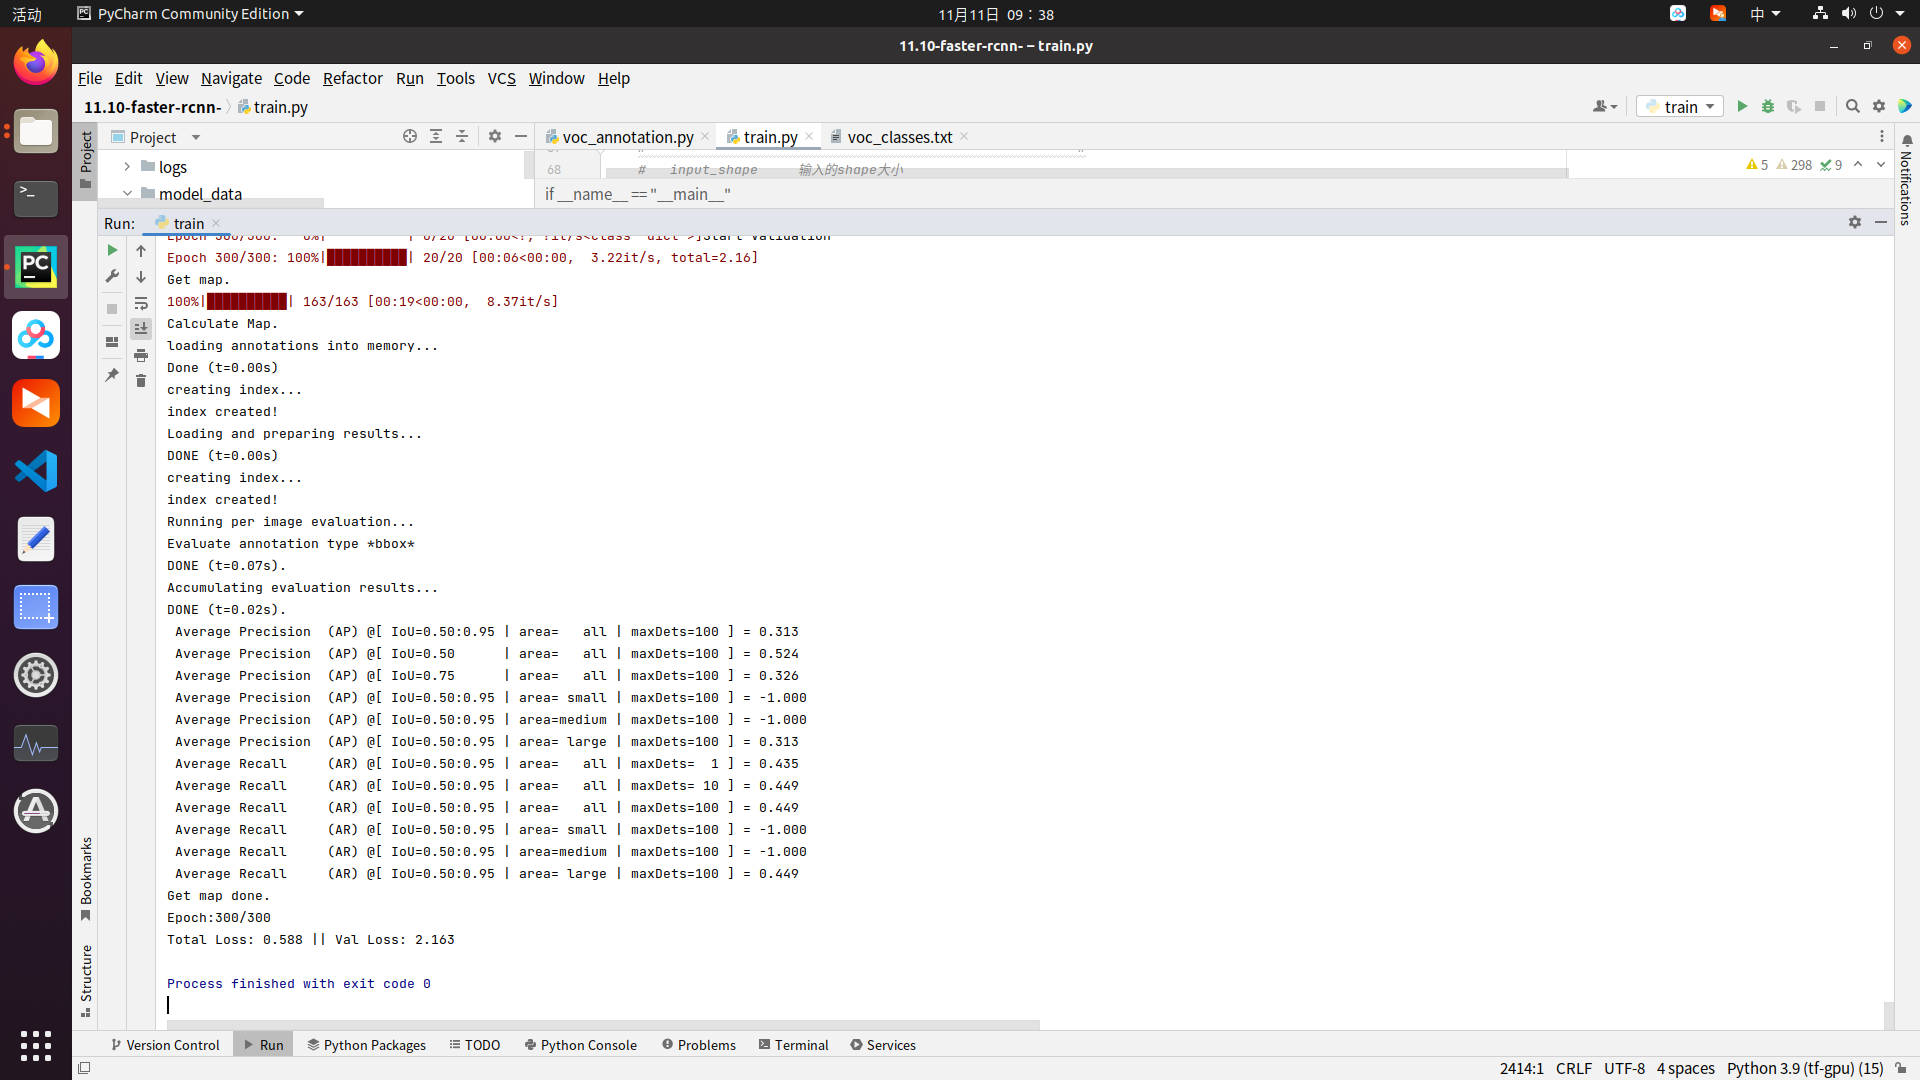 活动 PyCharm Community Edition 11月11日 09：38 中
11.10-faster-rcnn- – train.py
File Edit View Navigate Code Refactor Run Tools VCS Window Help
11.10-faster-rcnn- train.py train
Project voc_annotation.py train.py voc_classes.txt
Project
logs
model_data
68 # input_shape 输入的shape大小
5 298 9
if __name__ == "__main__"
Notifications
Run: train
Epoch 300/300: 0%| | 0/20 [00:00<?, ?it/s<class 'dict'>]Start Validation
Epoch 300/300: 100%|██████████| 20/20 [00:06<00:00,  3.22it/s, total=2.16]
Get map.
100%|██████████| 163/163 [00:19<00:00,  8.37it/s]
Calculate Map.
loading annotations into memory...
Done (t=0.00s)
creating index...
index created!
Loading and preparing results...
DONE (t=0.00s)
creating index...
index created!
Running per image evaluation...
Evaluate annotation type *bbox*
DONE (t=0.07s).
Accumulating evaluation results...
DONE (t=0.02s).
Average Precision  (AP) @[ IoU=0.50:0.95 | area=   all | maxDets=100 ] = 0.313
Average Precision  (AP) @[ IoU=0.50      | area=   all | maxDets=100 ] = 0.524
Average Precision  (AP) @[ IoU=0.75      | area=   all | maxDets=100 ] = 0.326
Average Precision  (AP) @[ IoU=0.50:0.95 | area= small | maxDets=100 ] = -1.000
Average Precision  (AP) @[ IoU=0.50:0.95 | area=medium | maxDets=100 ] = -1.000
Average Precision  (AP) @[ IoU=0.50:0.95 | area= large | maxDets=100 ] = 0.313
Average Recall     (AR) @[ IoU=0.50:0.95 | area=   all | maxDets=  1 ] = 0.435
Average Recall     (AR) @[ IoU=0.50:0.95 | area=   all | maxDets= 10 ] = 0.449
Average Recall     (AR) @[ IoU=0.50:0.95 | area=   all | maxDets=100 ] = 0.449
Average Recall     (AR) @[ IoU=0.50:0.95 | area= small | maxDets=100 ] = -1.000
Average Recall     (AR) @[ IoU=0.50:0.95 | area=medium | maxDets=100 ] = -1.000
Average Recall     (AR) @[ IoU=0.50:0.95 | area= large | maxDets=100 ] = 0.449
Get map done.
Epoch:300/300
Total Loss: 0.588 || Val Loss: 2.163
Process finished with exit code 0
Bookmarks
Structure
Version Control Run Python Packages TODO Python Console Problems Terminal Services
2414:1 CRLF UTF-8 4 spaces Python 3.9 (tf-gpu) (15)